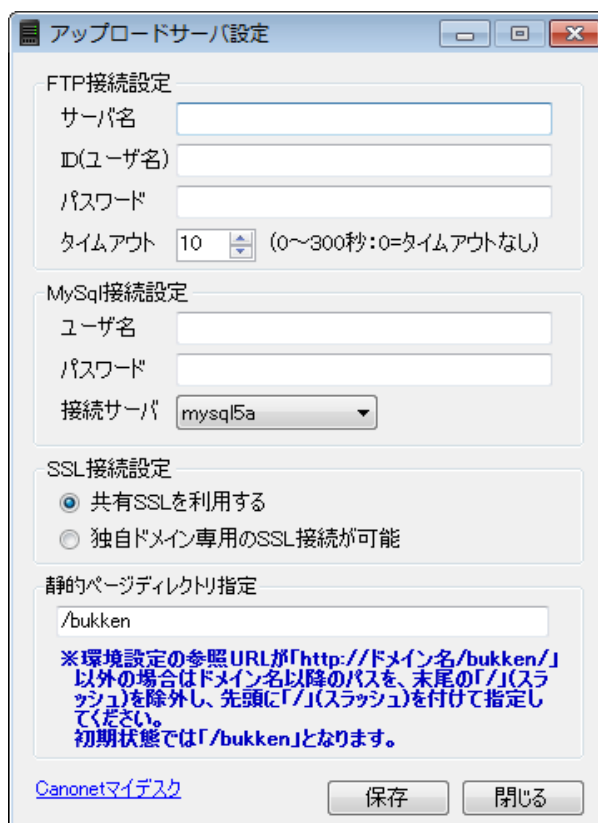 アップロードサーバ設定
FTP接続設定
サーバ名
ID(ユーザ名)
パスワード
タイムアウト 10 (0～300秒:0=タイムアウトなし)
MySql接続設定
ユーザ名
パスワード
接続サーバ mysql5a
SSL接続設定
共有SSLを利用する
独自ドメイン専用のSSL接続が可能
静的ページディレクトリ指定
/bukken
※環境設定の参照URLが「http://ドメイン名/bukken/」
以外の場合はドメイン名以降のパスを、末尾の「/」(スラ
ッシュ)を除外し、先頭に「/」(スラッシュ)を付けて指定し
てください。
初期状態では「/bukken」となります。
Canonetマイデスク 保存 閉じる